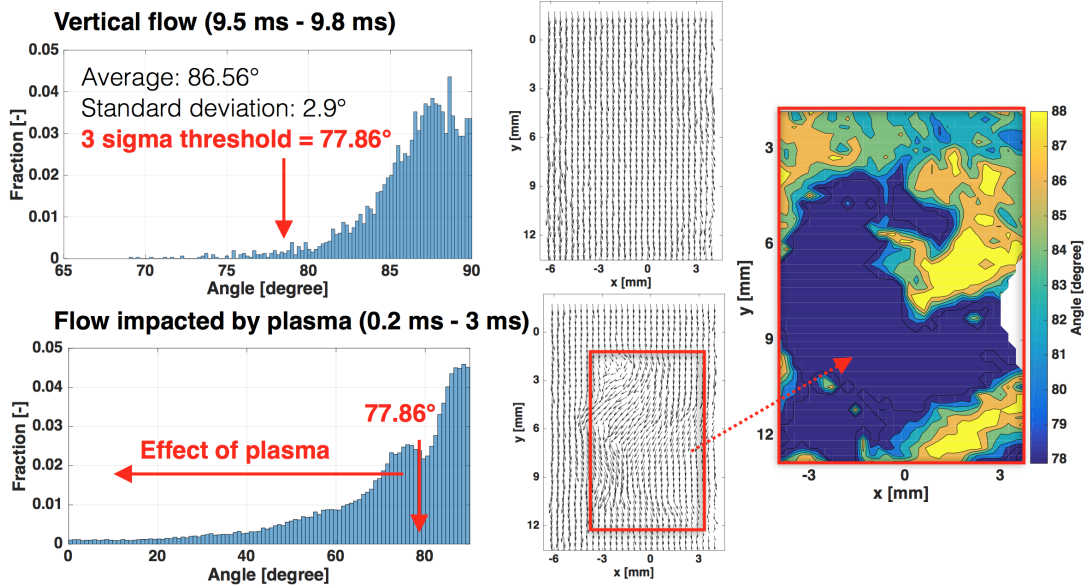 Vertical flow (9.5 ms - 9.8 ms)
0.05
0.04
0.03
0.02
0.01
0
Fraction [-]
Average: 86.56°
Standard deviation: 2.9°
3 sigma threshold = 77.86°
65 70 75 80 85 90
Angle [degree]
0
3
6
9
12
y [mm]
-6 -3 0 3
x [mm]
Flow impacted by plasma (0.2 ms - 3 ms)
0.05
0.04
0.03
0.02
0.01
0
Fraction [-]
77.86°
Effect of plasma
0 20 40 60 80
Angle [degree]
0
3
6
9
12
y [mm]
-6 -3 0 3
x [mm]
3
6
9
12
y [mm]
-3 0 3
x [mm]
88
87
86
85
84
83
82
81
80
79
78
Angle [degree]